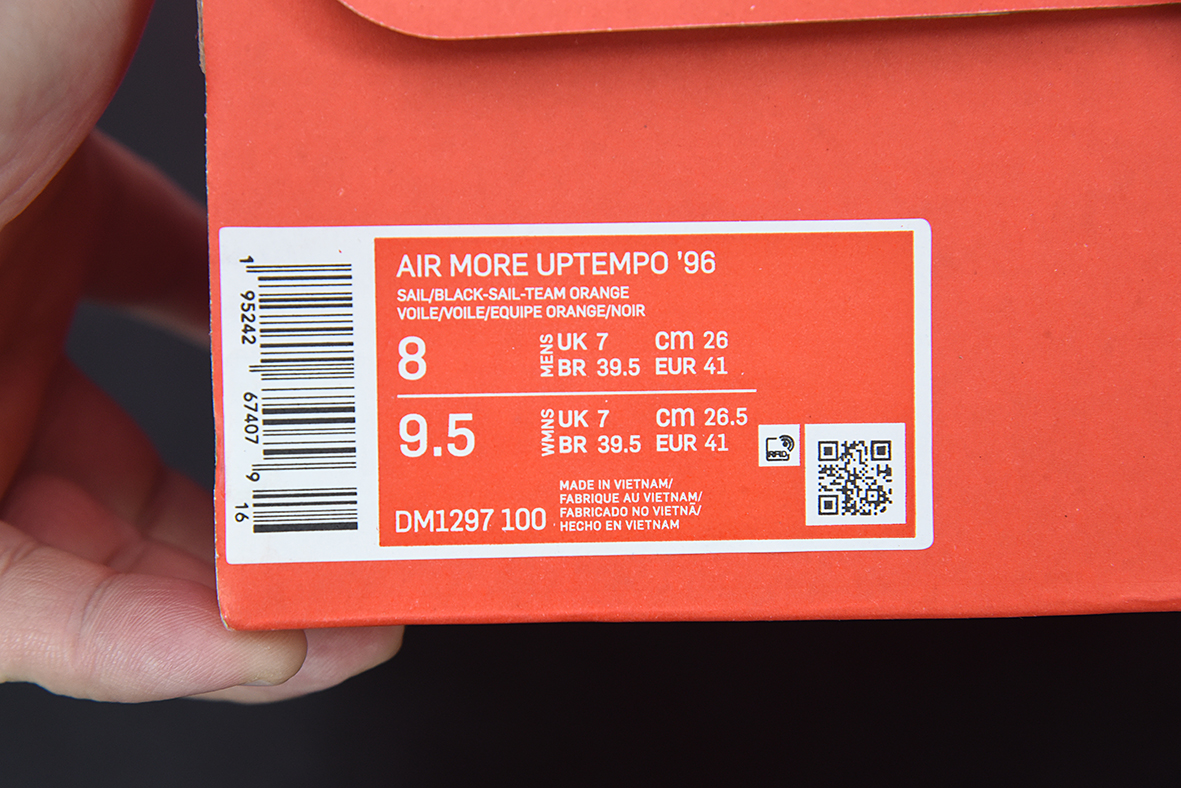 1
95242
67407
9
16
AIR MORE UPTEMPO ’96
SAIL/BLACK-SAIL-TEAM ORANGE
VOILE/VOILE/EQUIPE ORANGE/NOIR
8
MENS
UK 7 cm 26
BR 39.5 EUR 41
9.5
WMNS
UK 7 cm 26.5
BR 39.5 EUR 41
RFID
MADE IN VIETNAM/
FABRIQUE AU VIETNAM/
FABRICADO NO VIETNÃ/
HECHO EN VIETNAM
DM1297 100